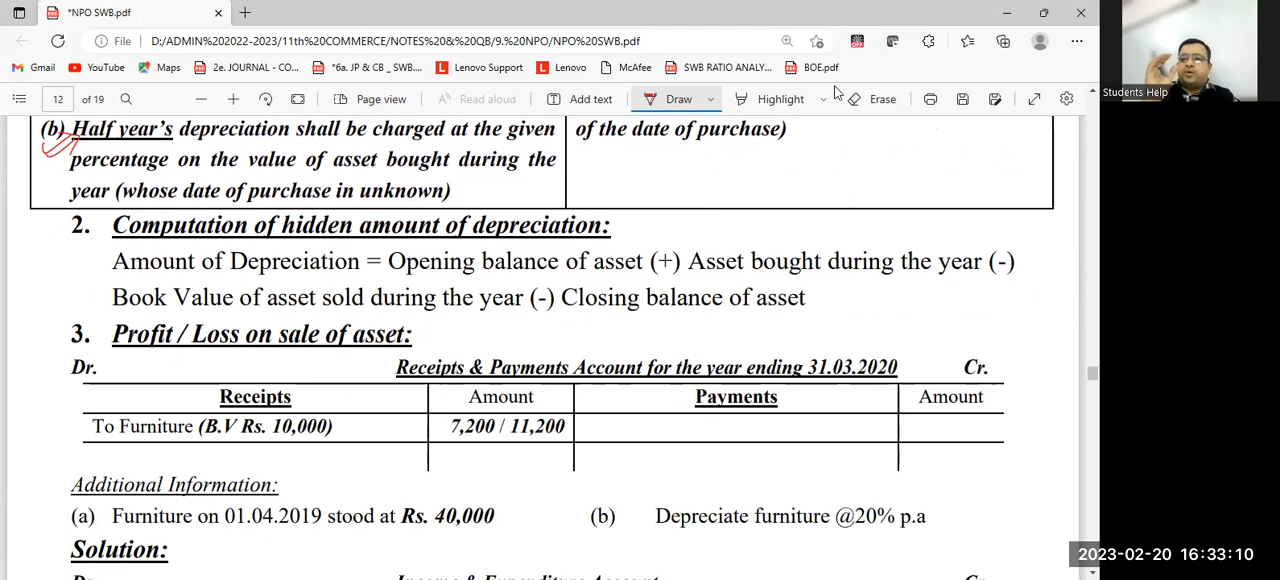 *NPO SWB.pdf
File D:/ADMIN%202022-2023/11th%20COMMERCE/NOTES%20&%20QB/9.%20NPO/NPO%20SWB.pdf
OFF
Gmail YouTube Maps 2e. JOURNAL - CO... *6a. JP & CB _ SWB.... Lenovo Support Lenovo McAfee SWB RATIO ANALY... BOE.pdf
12 of 19 Page view Read aloud Add text Draw Highlight Erase
Students Help
(b) Half year's depreciation shall be charged at the given
percentage on the value of asset bought during the
year (whose date of purchase in unknown)
of the date of purchase)
2. Computation of hidden amount of depreciation:
Amount of Depreciation = Opening balance of asset (+) Asset bought during the year (-)
Book Value of asset sold during the year (-) Closing balance of asset
3. Profit / Loss on sale of asset:
Dr. Receipts & Payments Account for the year ending 31.03.2020 Cr.
Receipts Amount Payments Amount
To Furniture (B.V Rs. 10,000) 7,200 / 11,200
Additional Information:
(a) Furniture on 01.04.2019 stood at Rs. 40,000 (b) Depreciate furniture @20% p.a
Solution:
Dr. Income & Expenditure Account
2023-02-20 16:33:10